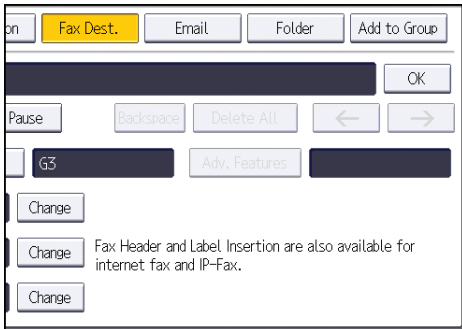 on Fax Dest. Email Folder Add to Group
OK
Pause Backspace Delete All ← →
G3 Adv. Features
Change
Change Fax Header and Label Insertion are also available for
internet fax and IP-Fax.
Change